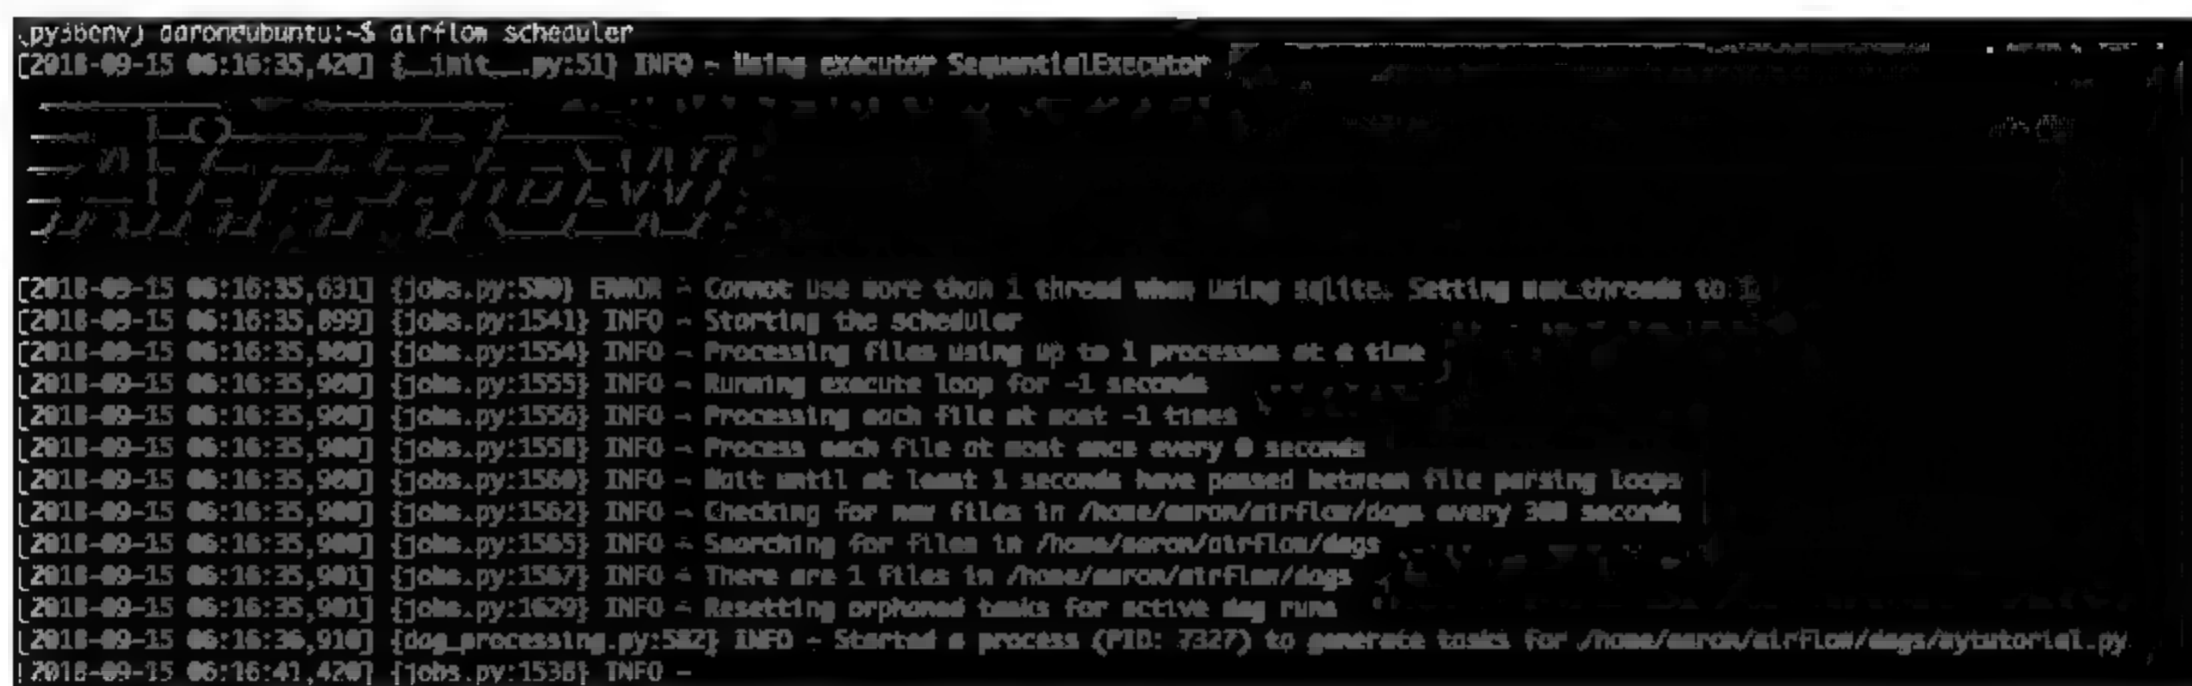 (py36env) aaron@ubuntu:~$ airflow scheduler
[2018-09-15 06:16:35,420] {__init__.py:51} INFO - Using executor SequentialExecutor
[2018-09-15 06:16:35,631] {jobs.py:580} ERROR - Cannot use more than 1 thread when using sqlite. Setting max_threads to 1
[2018-09-15 06:16:35,899] {jobs.py:1541} INFO - Starting the scheduler
[2018-09-15 06:16:35,900] {jobs.py:1554} INFO - Processing files using up to 1 processes at a time
[2018-09-15 06:16:35,900] {jobs.py:1555} INFO - Running execute loop for -1 seconds
[2018-09-15 06:16:35,900] {jobs.py:1556} INFO - Processing each file at most -1 times
[2018-09-15 06:16:35,900] {jobs.py:1558} INFO - Process each file at most once every 0 seconds
[2018-09-15 06:16:35,900] {jobs.py:1560} INFO - Wait until at least 1 seconds have passed between file parsing loops
[2018-09-15 06:16:35,900] {jobs.py:1562} INFO - Checking for new files in /home/aaron/airflow/dags every 300 seconds
[2018-09-15 06:16:35,900] {jobs.py:1565} INFO - Searching for files in /home/aaron/airflow/dags
[2018-09-15 06:16:35,901] {jobs.py:1567} INFO - There are 1 files in /home/aaron/airflow/dags
[2018-09-15 06:16:35,901] {jobs.py:1629} INFO - Resetting orphaned tasks for active dag runs
[2018-09-15 06:16:36,910] {dag_processing.py:582} INFO - Started a process (PID: 7327) to generate tasks for /home/aaron/airflow/dags/mytutorial.py
[2018-09-15 06:16:41,420] {jobs.py:1538} INFO -